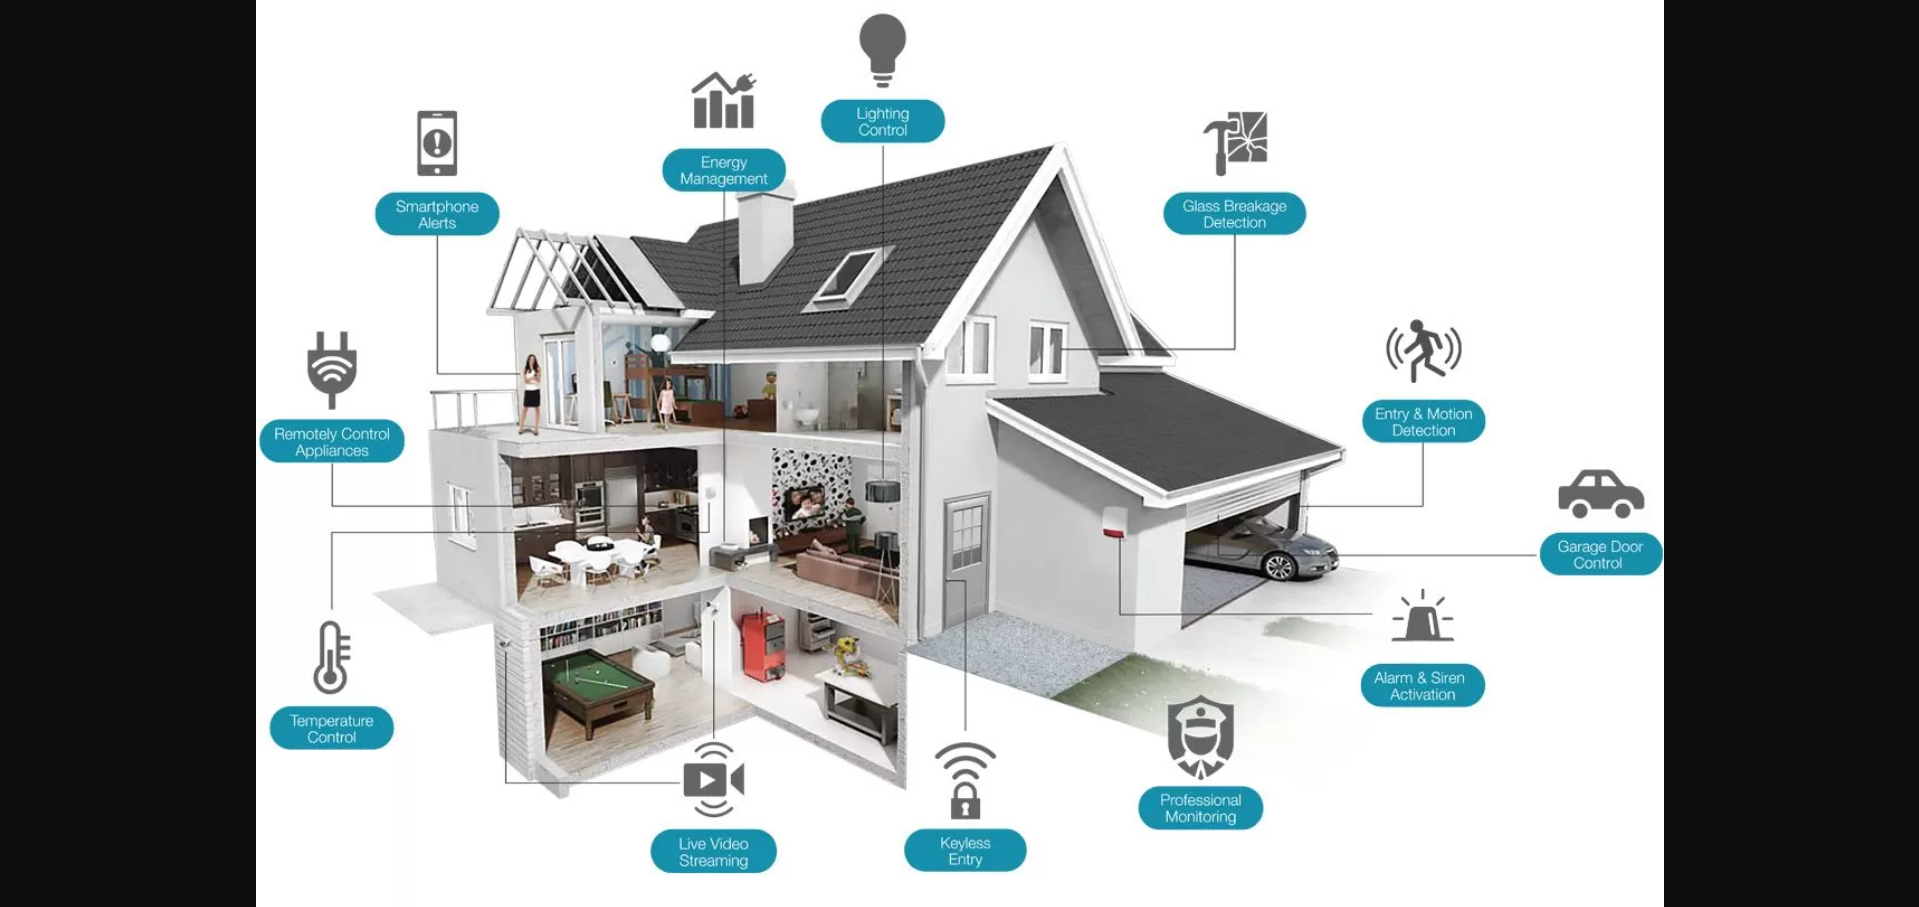 Lighting
Control
Energy
Management
Smartphone
Alerts
Glass Breakage
Detection
Remotely Control
Appliances
Entry & Motion
Detection
Garage Door
Control
Alarm & Siren
Activation
Temperature
Control
Professional
Monitoring
Live Video
Streaming
Keyless
Entry